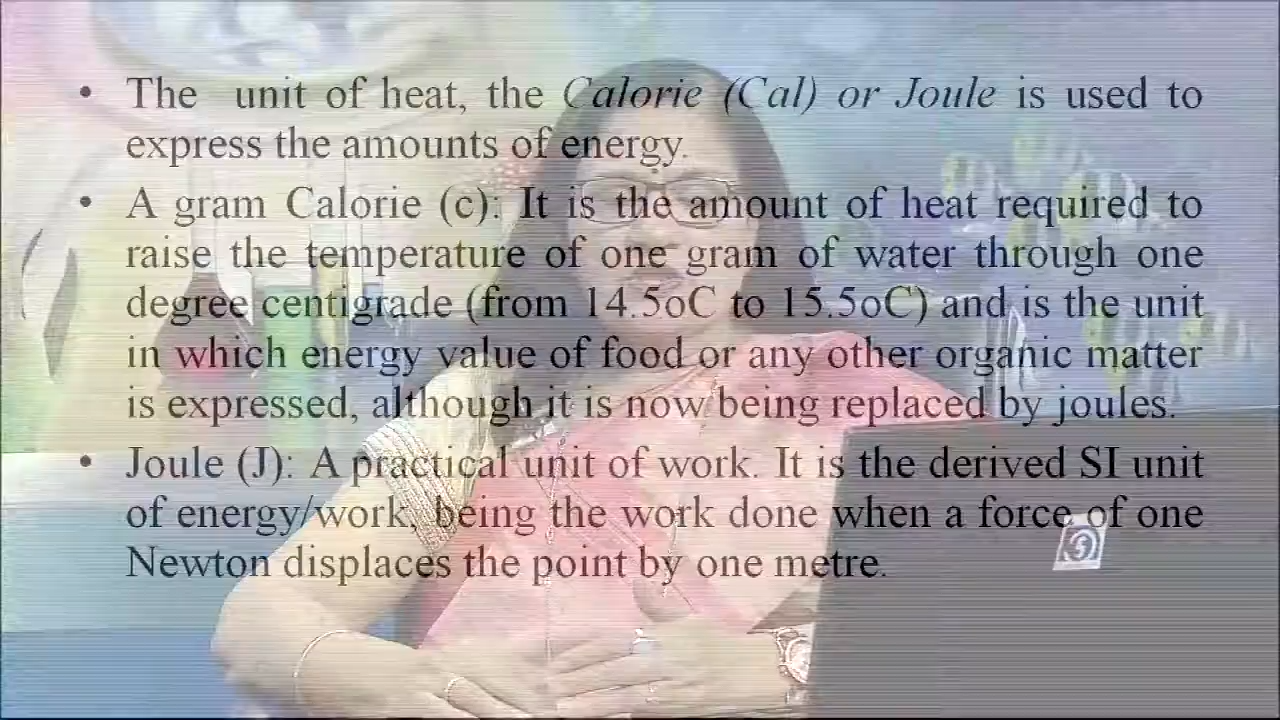 • The unit of heat, the Calorie (Cal) or Joule is used to
express the amounts of energy.
• A gram Calorie (c): It is the amount of heat required to
raise the temperature of one gram of water through one
degree centigrade (from 14.5oC to 15.5oC) and is the unit
in which energy value of food or any other organic matter
is expressed, although it is now being replaced by joules.
• Joule (J): A practical unit of work. It is the derived SI unit
of energy/work, being the work done when a force of one
Newton displaces the point by one metre.